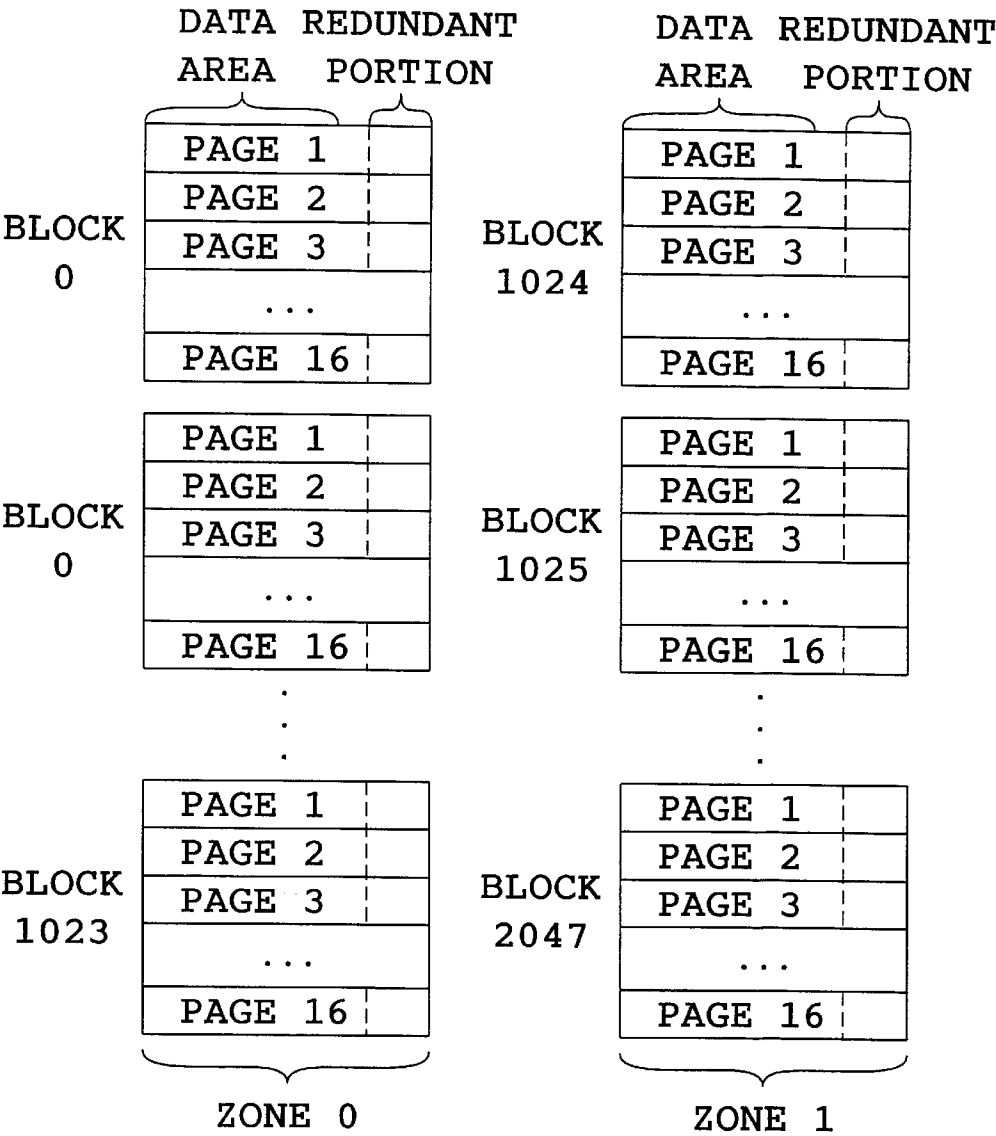 DATA REDUNDANT
AREA PORTION
PAGE 1
PAGE 2
BLOCK
0
PAGE 3
...
PAGE 16
BLOCK
0
PAGE 1
PAGE 2
PAGE 3
...
PAGE 16
.
.
.
BLOCK
1023
PAGE 1
PAGE 2
PAGE 3
...
PAGE 16
ZONE 0
DATA REDUNDANT
AREA PORTION
BLOCK
1024
PAGE 1
PAGE 2
PAGE 3
...
PAGE 16
BLOCK
1025
PAGE 1
PAGE 2
PAGE 3
...
PAGE 16
.
.
.
BLOCK
2047
PAGE 1
PAGE 2
PAGE 3
...
PAGE 16
ZONE 1